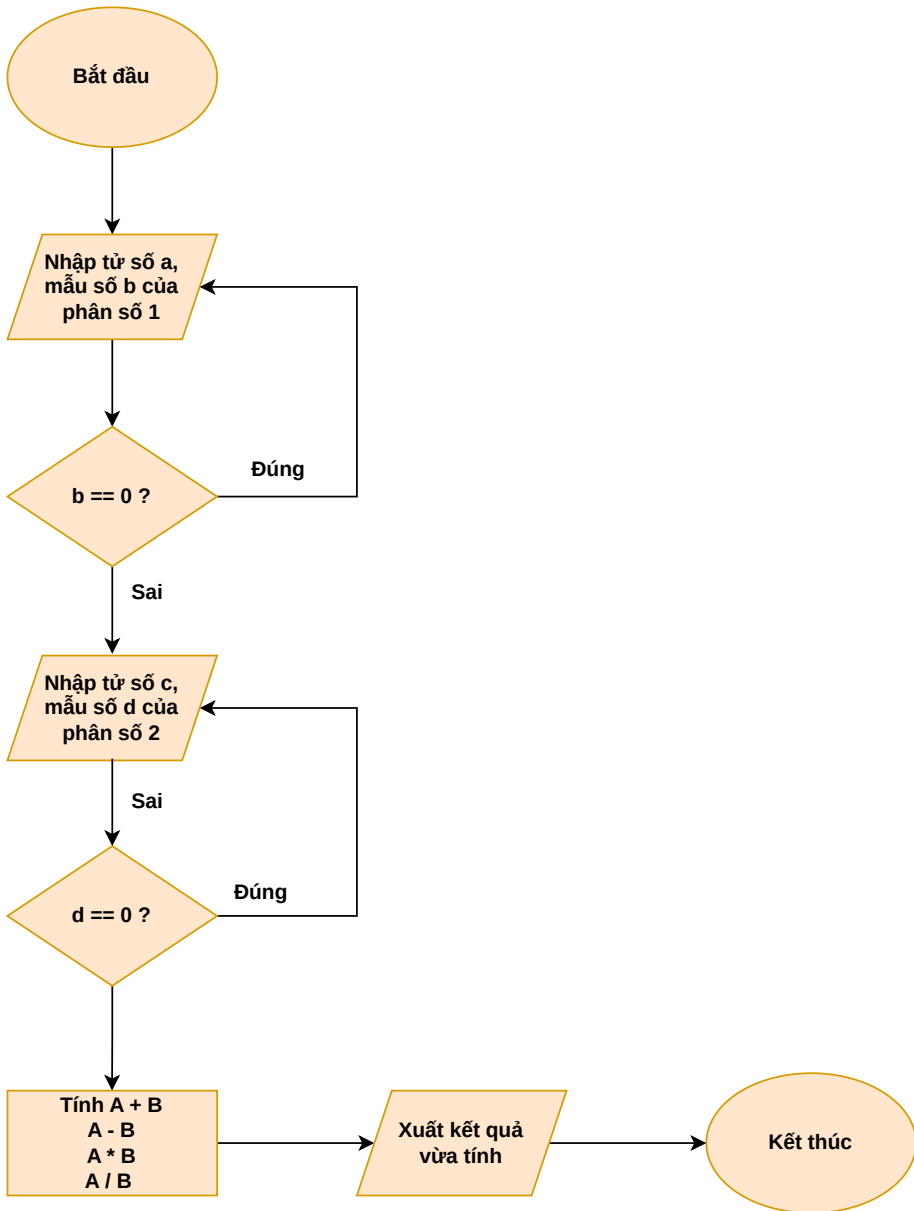 Bắt đầu
Nhập tử số a,
mẫu số b của
phân số 1
Đúng
b == 0 ?
Sai
Nhập tử số c,
mẫu số d của
phân số 2
Sai
Đúng
d == 0 ?
Tính A + B
A - B
A * B
A / B
Xuất kết quả
vừa tính
Kết thúc